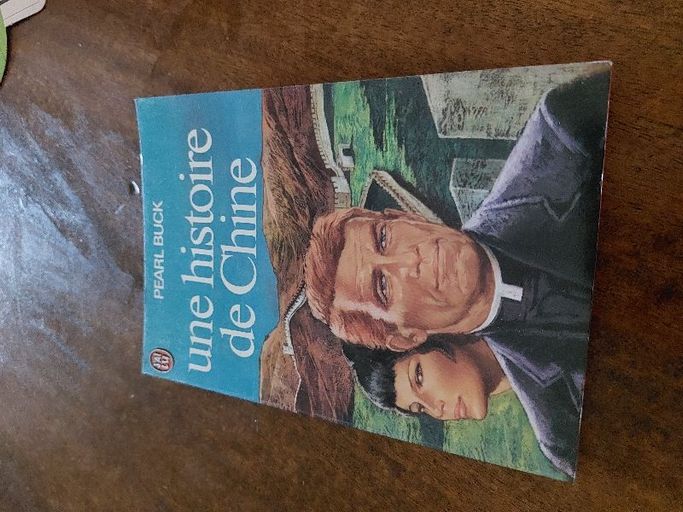 PEARL BUCK
une histoire
de Chine
J'AI
LU